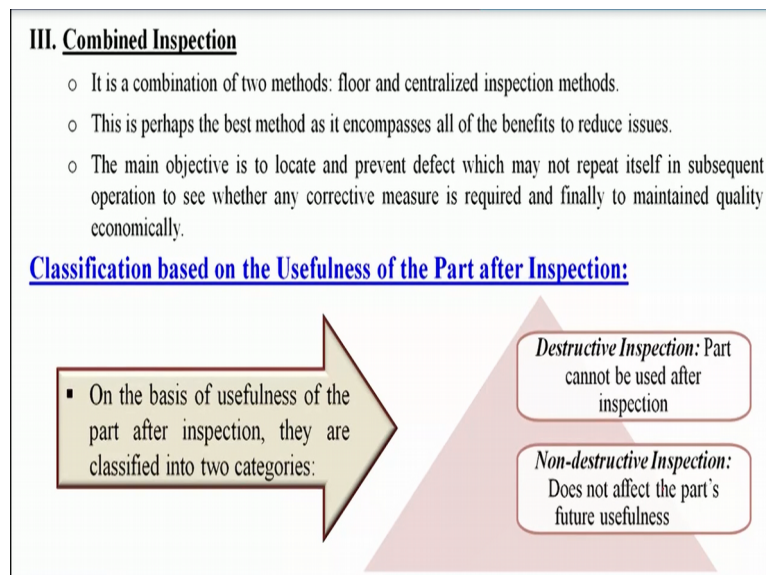 III. Combined Inspection
o It is a combination of two methods: floor and centralized inspection methods.
o This is perhaps the best method as it encompasses all of the benefits to reduce issues.
o The main objective is to locate and prevent defect which may not repeat itself in subsequent
operation to see whether any corrective measure is required and finally to maintained quality
economically.
Classification based on the Usefulness of the Part after Inspection:
▪ On the basis of usefulness of the
part after inspection, they are
classified into two categories:
Destructive Inspection: Part
cannot be used after
inspection
Non-destructive Inspection:
Does not affect the part's
future usefulness